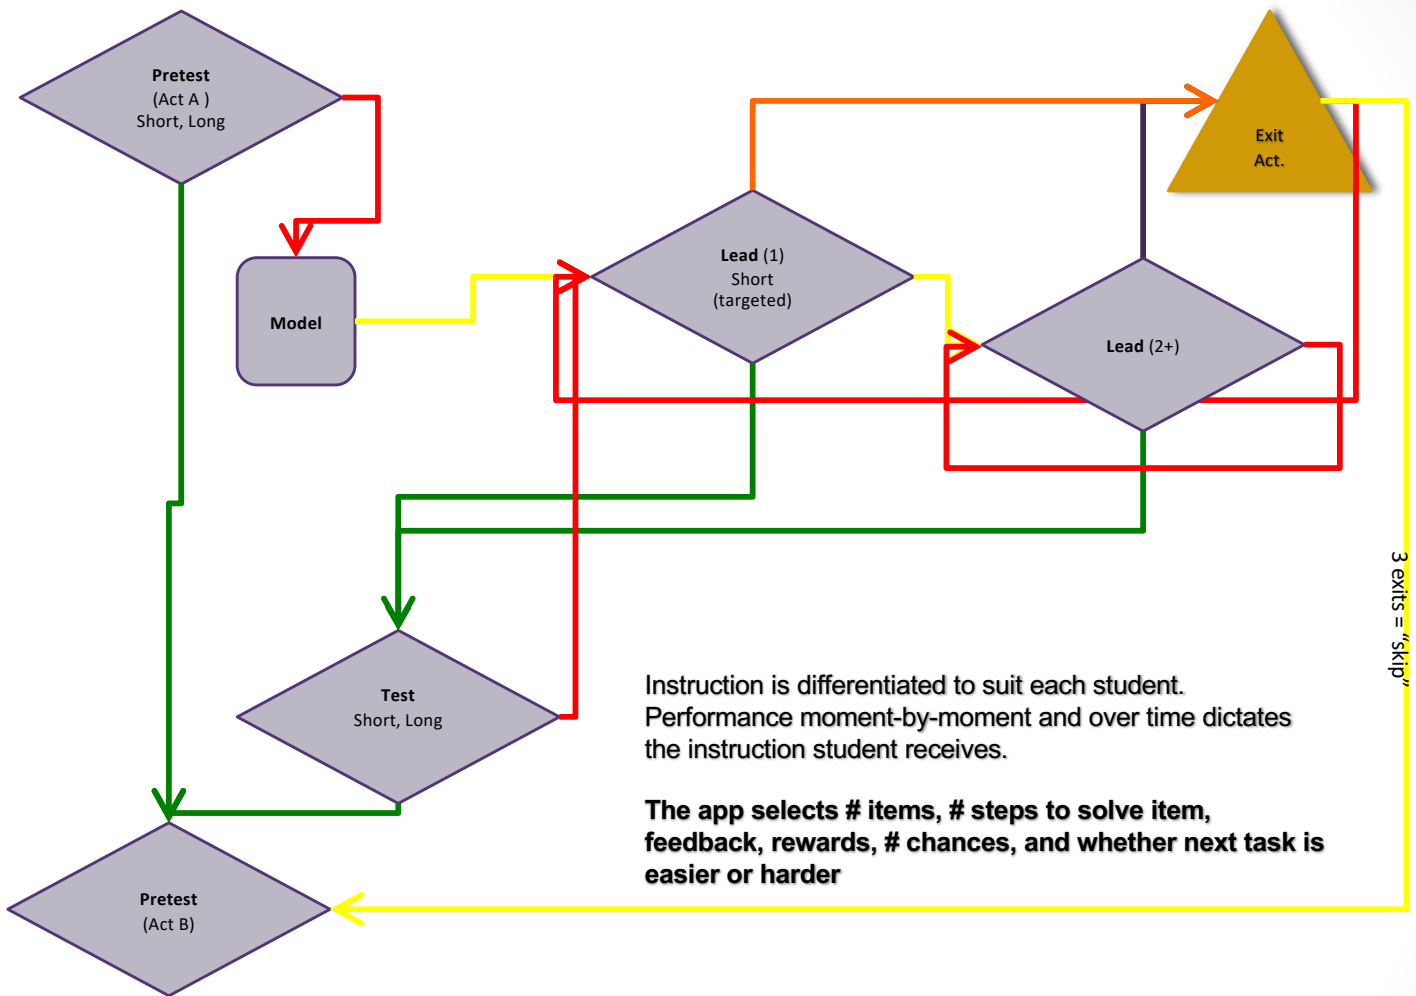 Pretest
(Act A )
Short, Long
Exit
Act.
Lead (1)
Short
(targeted)
Model
Lead (2+)
3 exits = “skip”
Test
Short, Long
Instruction is differentiated to suit each student.
Performance moment-by-moment and over time dictates
the instruction student receives.
The app selects # items, # steps to solve item,
feedback, rewards, # chances, and whether next task is
easier or harder
Pretest
(Act B)